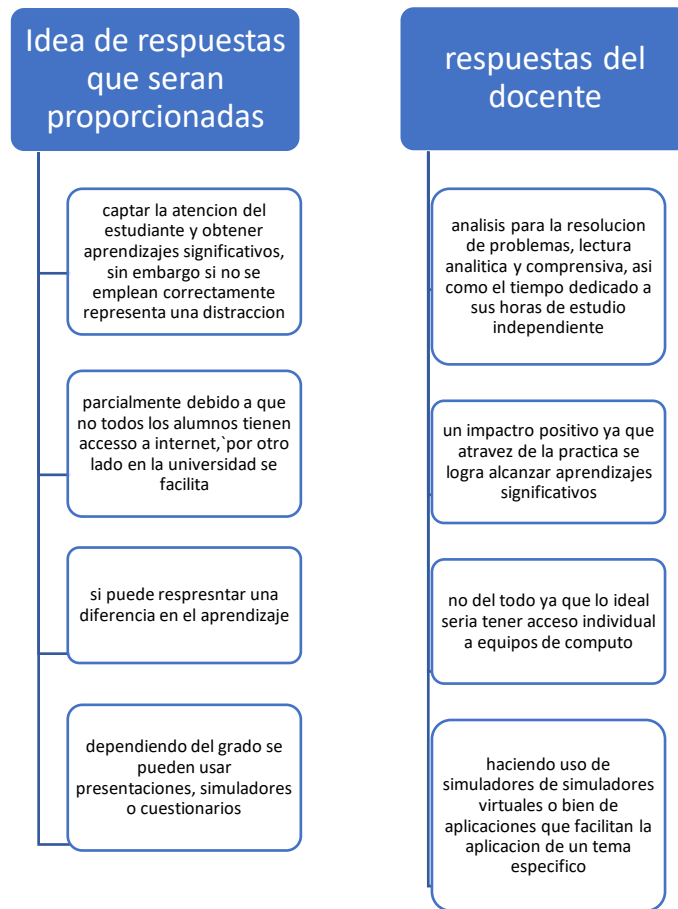 Idea de respuestas
que seran
proporcionadas
captar la atencion del
estudiante y obtener
aprendizajes significativos,
sin embargo si no se
emplean correctamente
representa una distraccion
parcialmente debido a que
no todos los alumnos tienen
accesso a internet,`por otro
lado en la universidad se
facilita
si puede respresntar una
diferencia en el aprendizaje
dependiendo del grado se
pueden usar
presentaciones, simuladores
o cuestionarios
respuestas del
docente
analisis para la resolucion
de problemas, lectura
analitica y comprensiva, asi
como el tiempo dedicado a
sus horas de estudio
independiente
un impactro positivo ya que
atravez de la practica se
logra alcanzar aprendizajes
significativos
no del todo ya que lo ideal
seria tener acceso individual
a equipos de computo
haciendo uso de
simuladores de simuladores
virtuales o bien de
aplicaciones que facilitan la
aplicacion de un tema
especifico